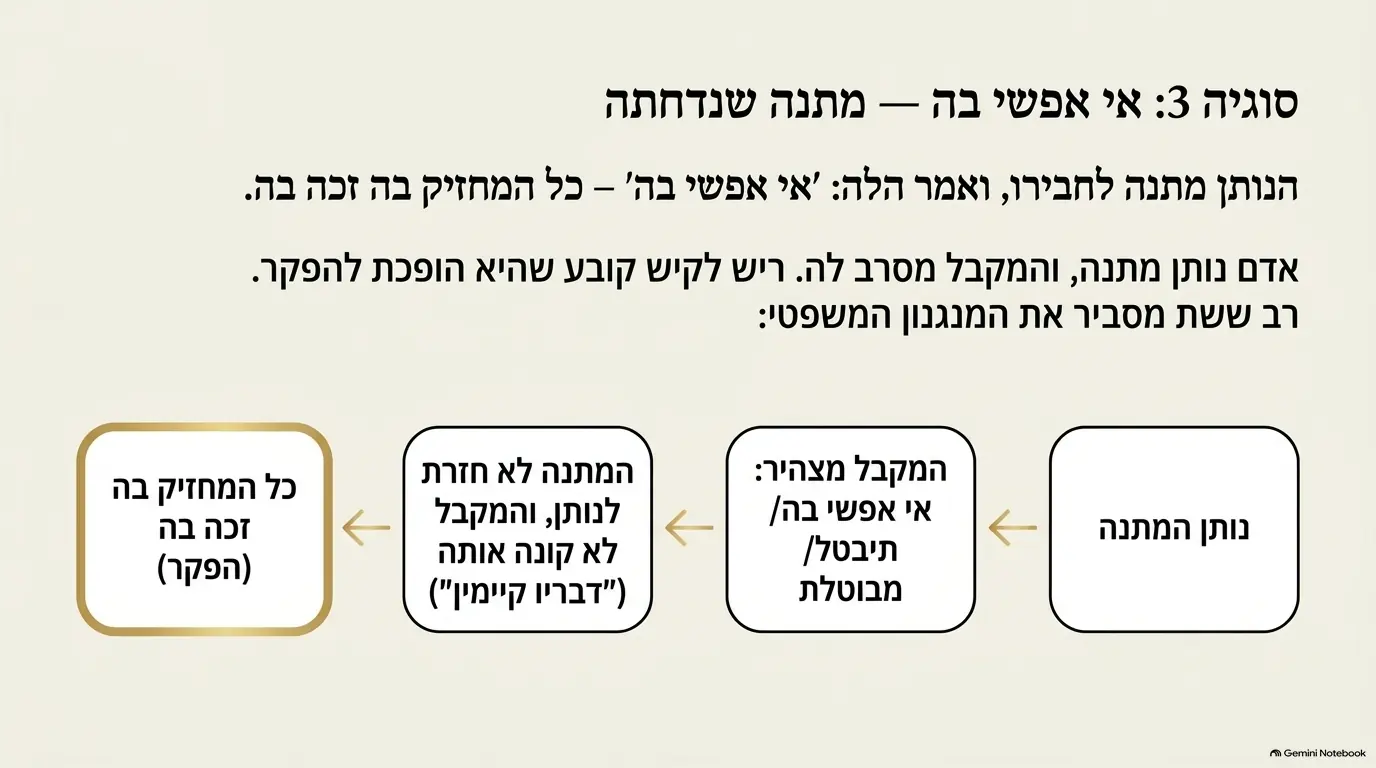 סוגיה 3: אי אפשי בה — מתנה שנדחתה
הנותן מתנה לחבירו, ואמר הלה: 'אי אפשי בה' – כל המחזיק בה זכה בה.
אדם נותן מתנה, והמקבל מסרב לה. ריש לקיש קובע שהיא הופכת להפקר.
רב ששת מסביר את המנגנון המשפטי:
נותן המתנה
המקבל מצהיר:
אי אפשי בה/
תיבטל/
מבוטלת
המתנה לא חזרת
לנותן, והמקבל
לא קונה אותה
("דבריו קיימין")
כל המחזיק בה
זכה בה
(הפקר)
Gemini Notebook